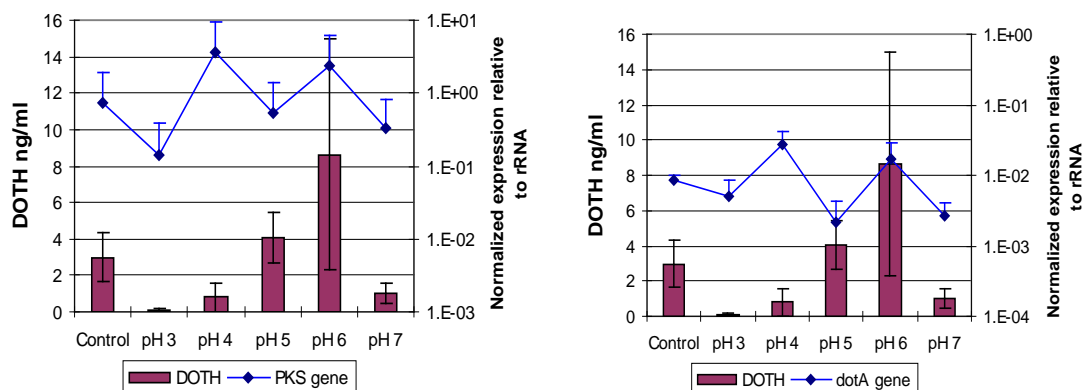 DOTH ng/ml
16
14
12
10
8
6
4
2
0
1.E+01
1.E+00
1.E-01
1.E-02
1.E-03
Normalized expression relative
to rRNA
Control pH 3 pH 4 pH 5 pH 6 pH 7
DOTH PKS gene
DOTH ng/ml
16
14
12
10
8
6
4
2
0
1.E+00
1.E-01
1.E-02
1.E-03
1.E-04
Normalized expression relative
to rRNA
Control pH 3 pH 4 pH 5 pH 6 pH 7
DOTH dotA gene